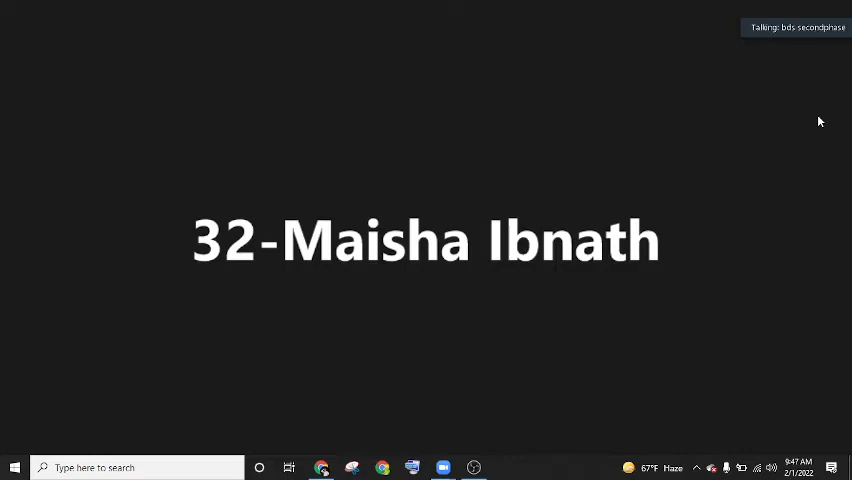 Talking: bds-secondphase
32-Maisha Ibnath
Type here to search
67°F Haze
9:47 AM
2/1/2022